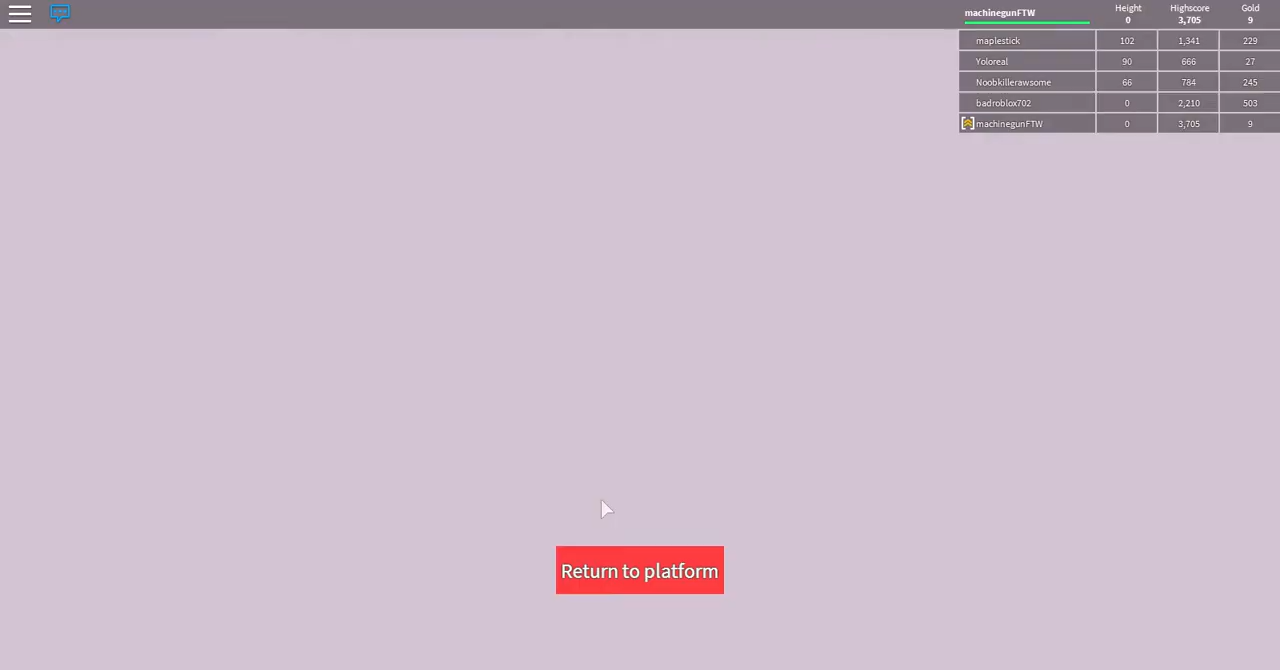 machinegunFTW Height Highscore Gold
0 3,705 9
maplestick 102 1,341 229
Yoloreal 90 666 27
Noobkillerawsome 66 784 245
badroblox702 0 2,210 503
machinegunFTW 0 3,705 9
Return to platform